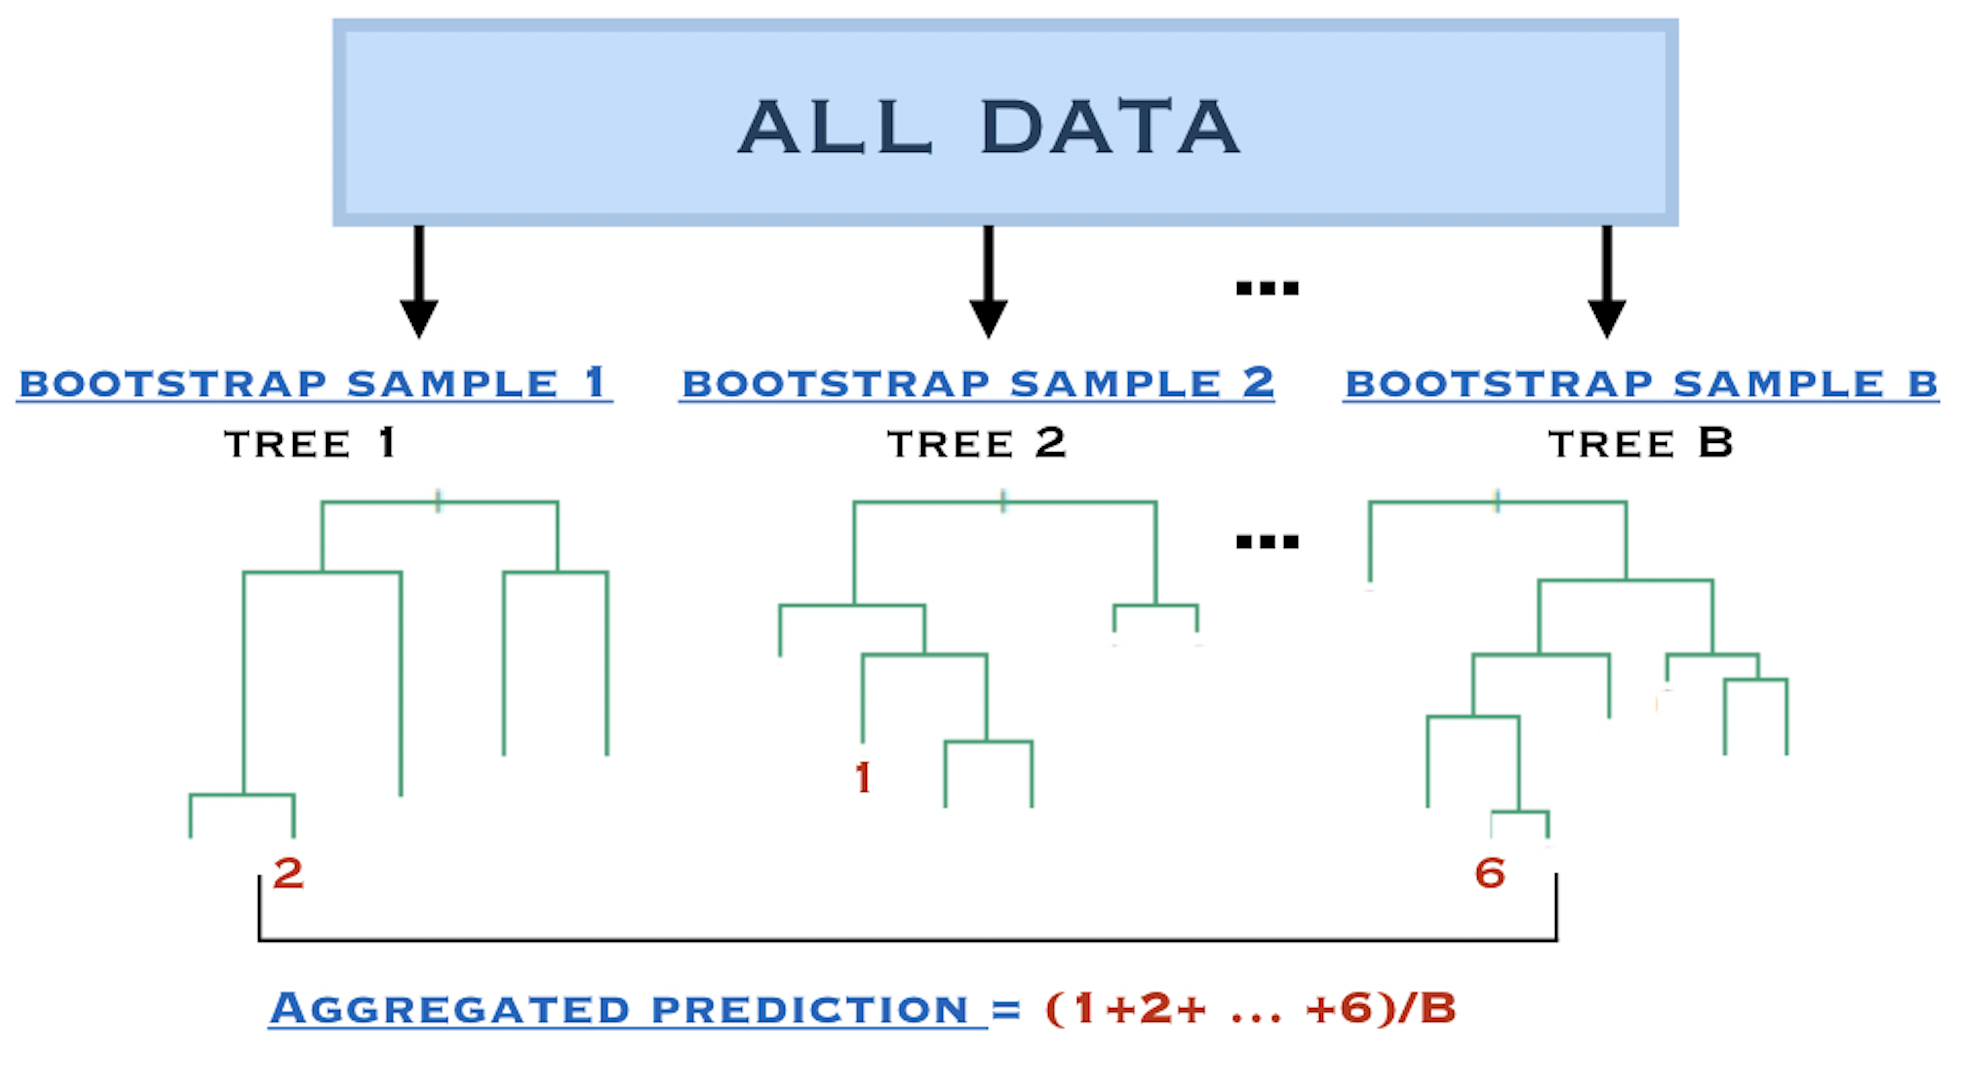 ALL DATA
...
BOOTSTRAP SAMPLE 1
BOOTSTRAP SAMPLE 2
BOOTSTRAP SAMPLE B
TREE 1
TREE 2
TREE B
...
1
2
6
AGGREGATED PREDICTION = (1+2+ ... +6)/B